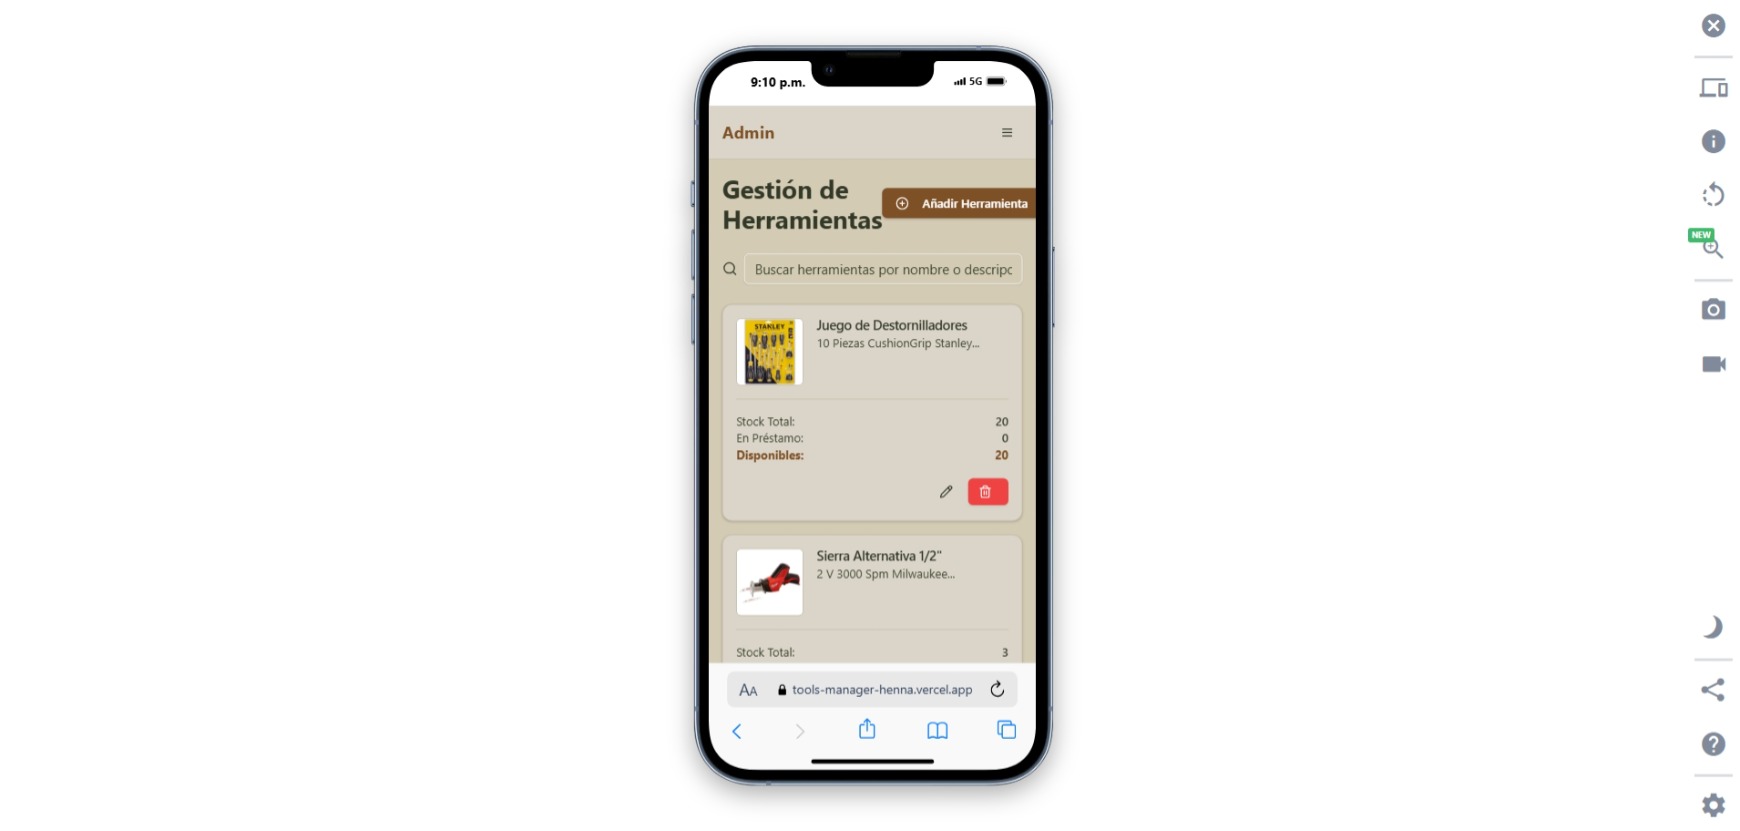 9:10 p.m.
5G
Admin
Gestión de
Herramientas
Añadir Herramienta
Buscar herramientas por nombre o descripc
STANLEY
Juego de Destornilladores
10 Piezas CushionGrip Stanley...
Stock Total: 20
En Préstamo: 0
Disponibles: 20
Sierra Alternativa 1/2"
2 V 3000 Spm Milwaukee...
Stock Total: 3
AA
tools-manager-henna.vercel.app
NEW